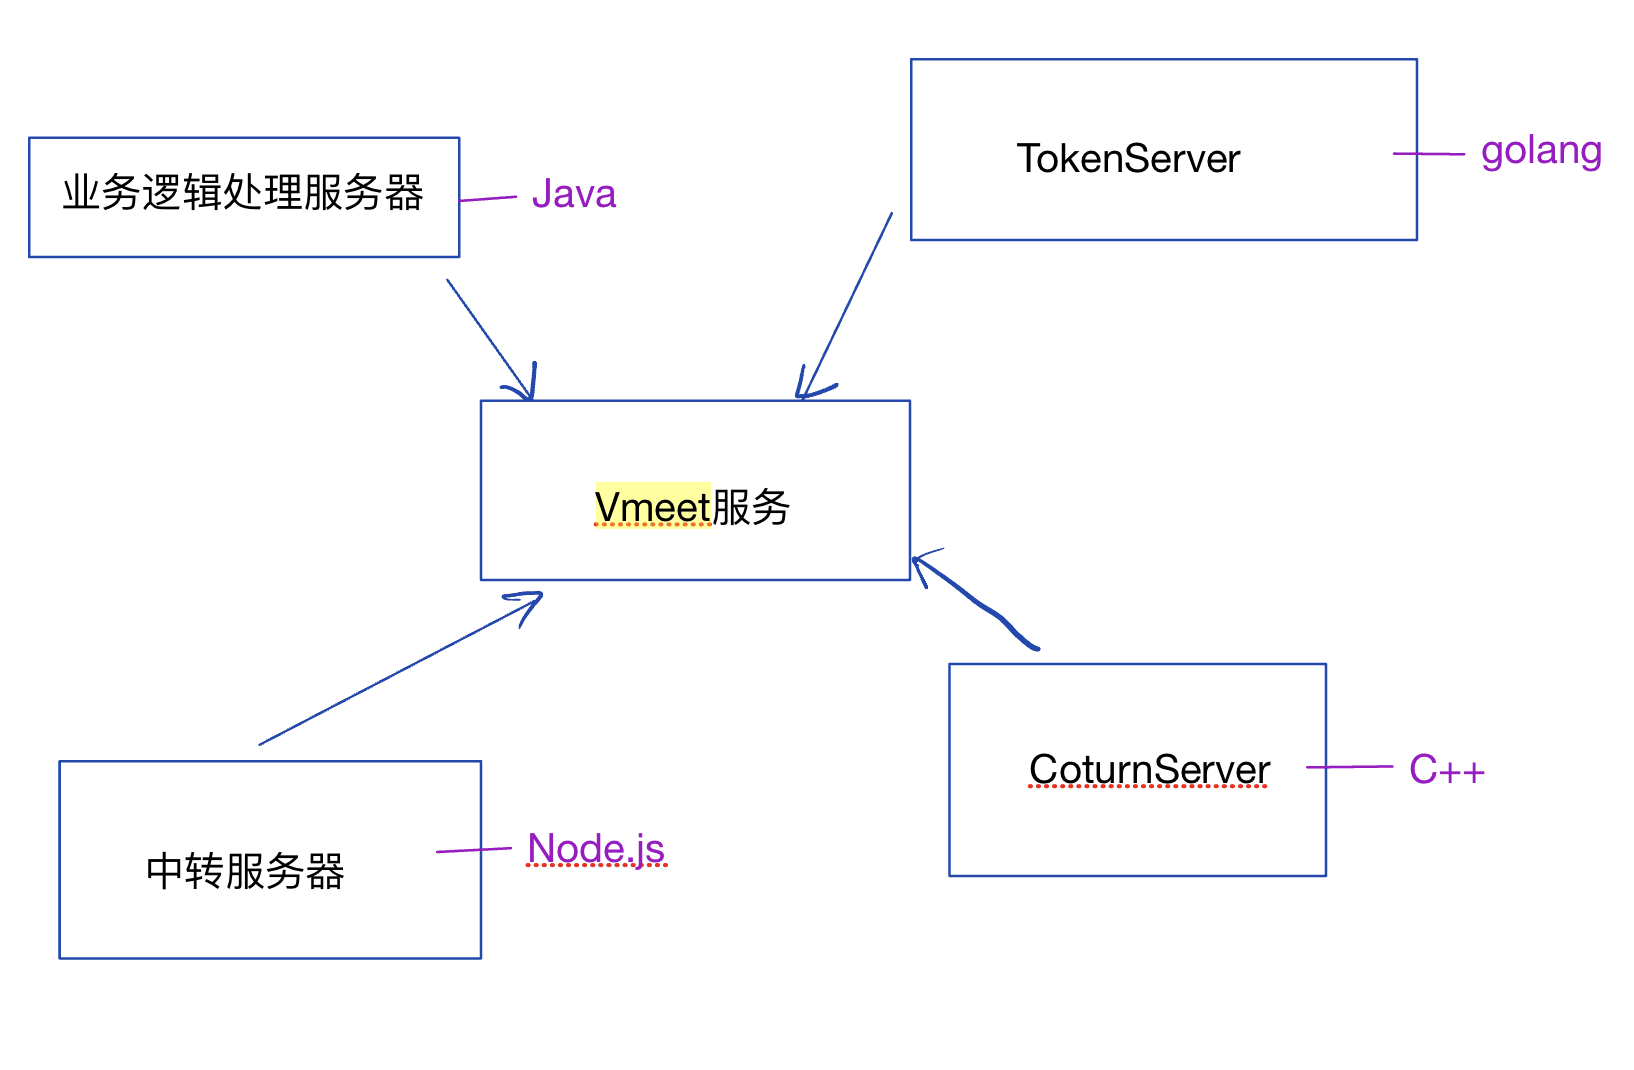 TokenServer
golang
业务逻辑处理服务器
Java
Vmeet服务
CoturnServer
C++
中转服务器
Node.js